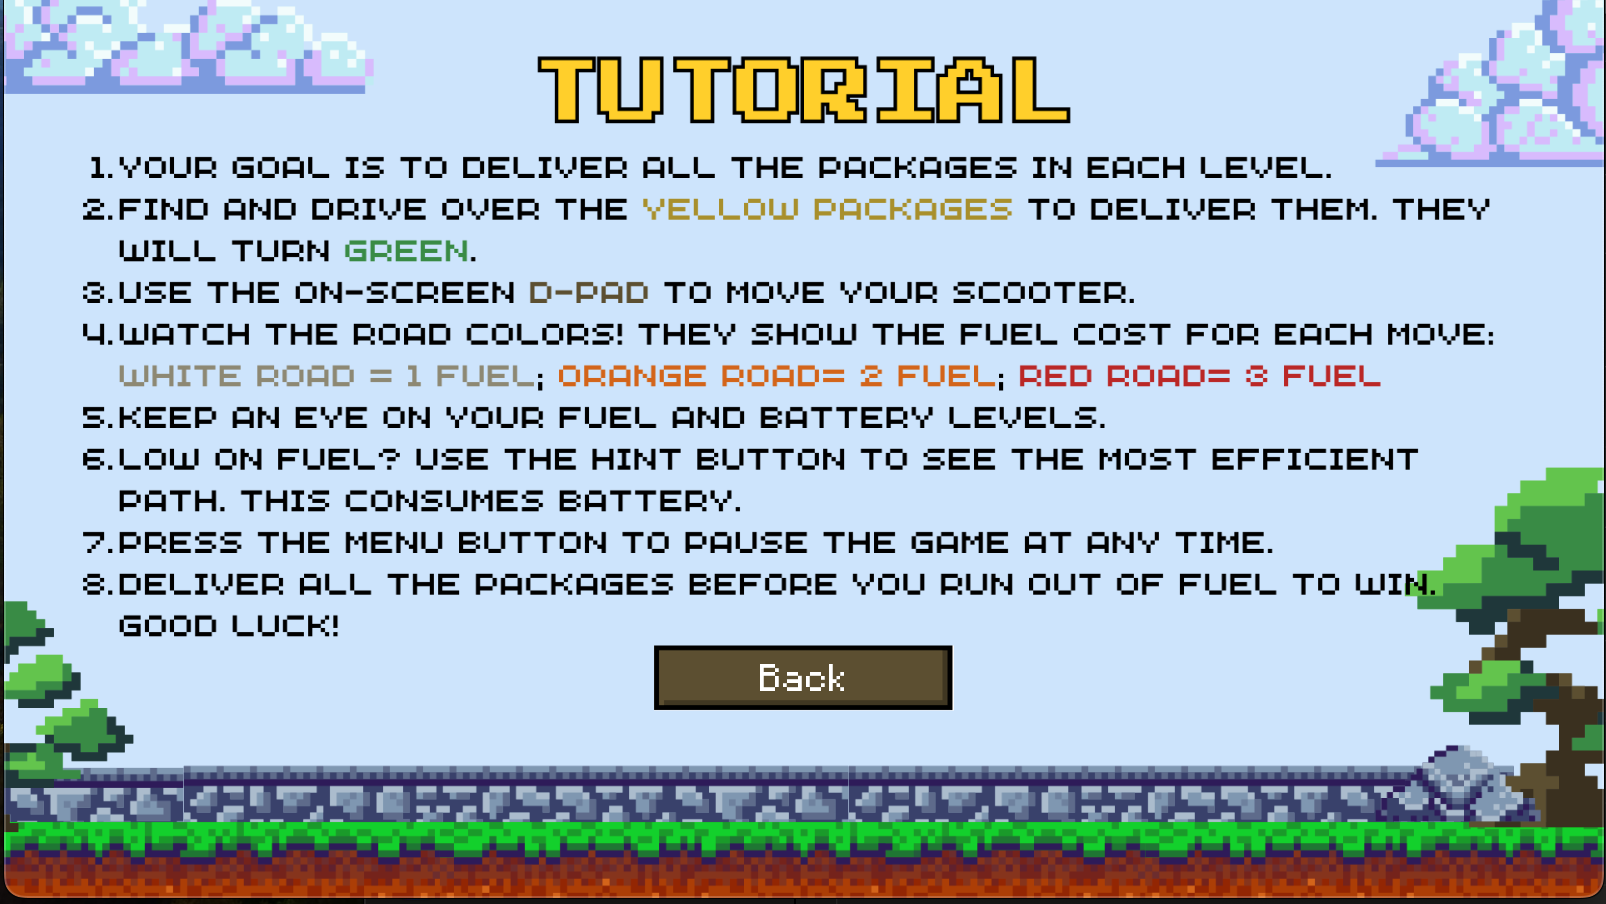 TUTORIAL
1. YOUR GOAL IS TO DELIVER ALL THE PACKAGES IN EACH LEVEL.
2. FIND AND DRIVE OVER THE YELLOW PACKAGES TO DELIVER THEM. THEY
WILL TURN GREEN.
3. USE THE ON-SCREEN D-PAD TO MOVE YOUR SCOOTER.
4. WATCH THE ROAD COLORS! THEY SHOW THE FUEL COST FOR EACH MOVE:
WHITE ROAD = 1 FUEL; ORANGE ROAD= 2 FUEL; RED ROAD= 3 FUEL
5. KEEP AN EYE ON YOUR FUEL AND BATTERY LEVELS.
6. LOW ON FUEL? USE THE HINT BUTTON TO SEE THE MOST EFFICIENT
PATH. THIS CONSUMES BATTERY.
7. PRESS THE MENU BUTTON TO PAUSE THE GAME AT ANY TIME.
8. DELIVER ALL THE PACKAGES BEFORE YOU RUN OUT OF FUEL TO WIN.
GOOD LUCK!
Back